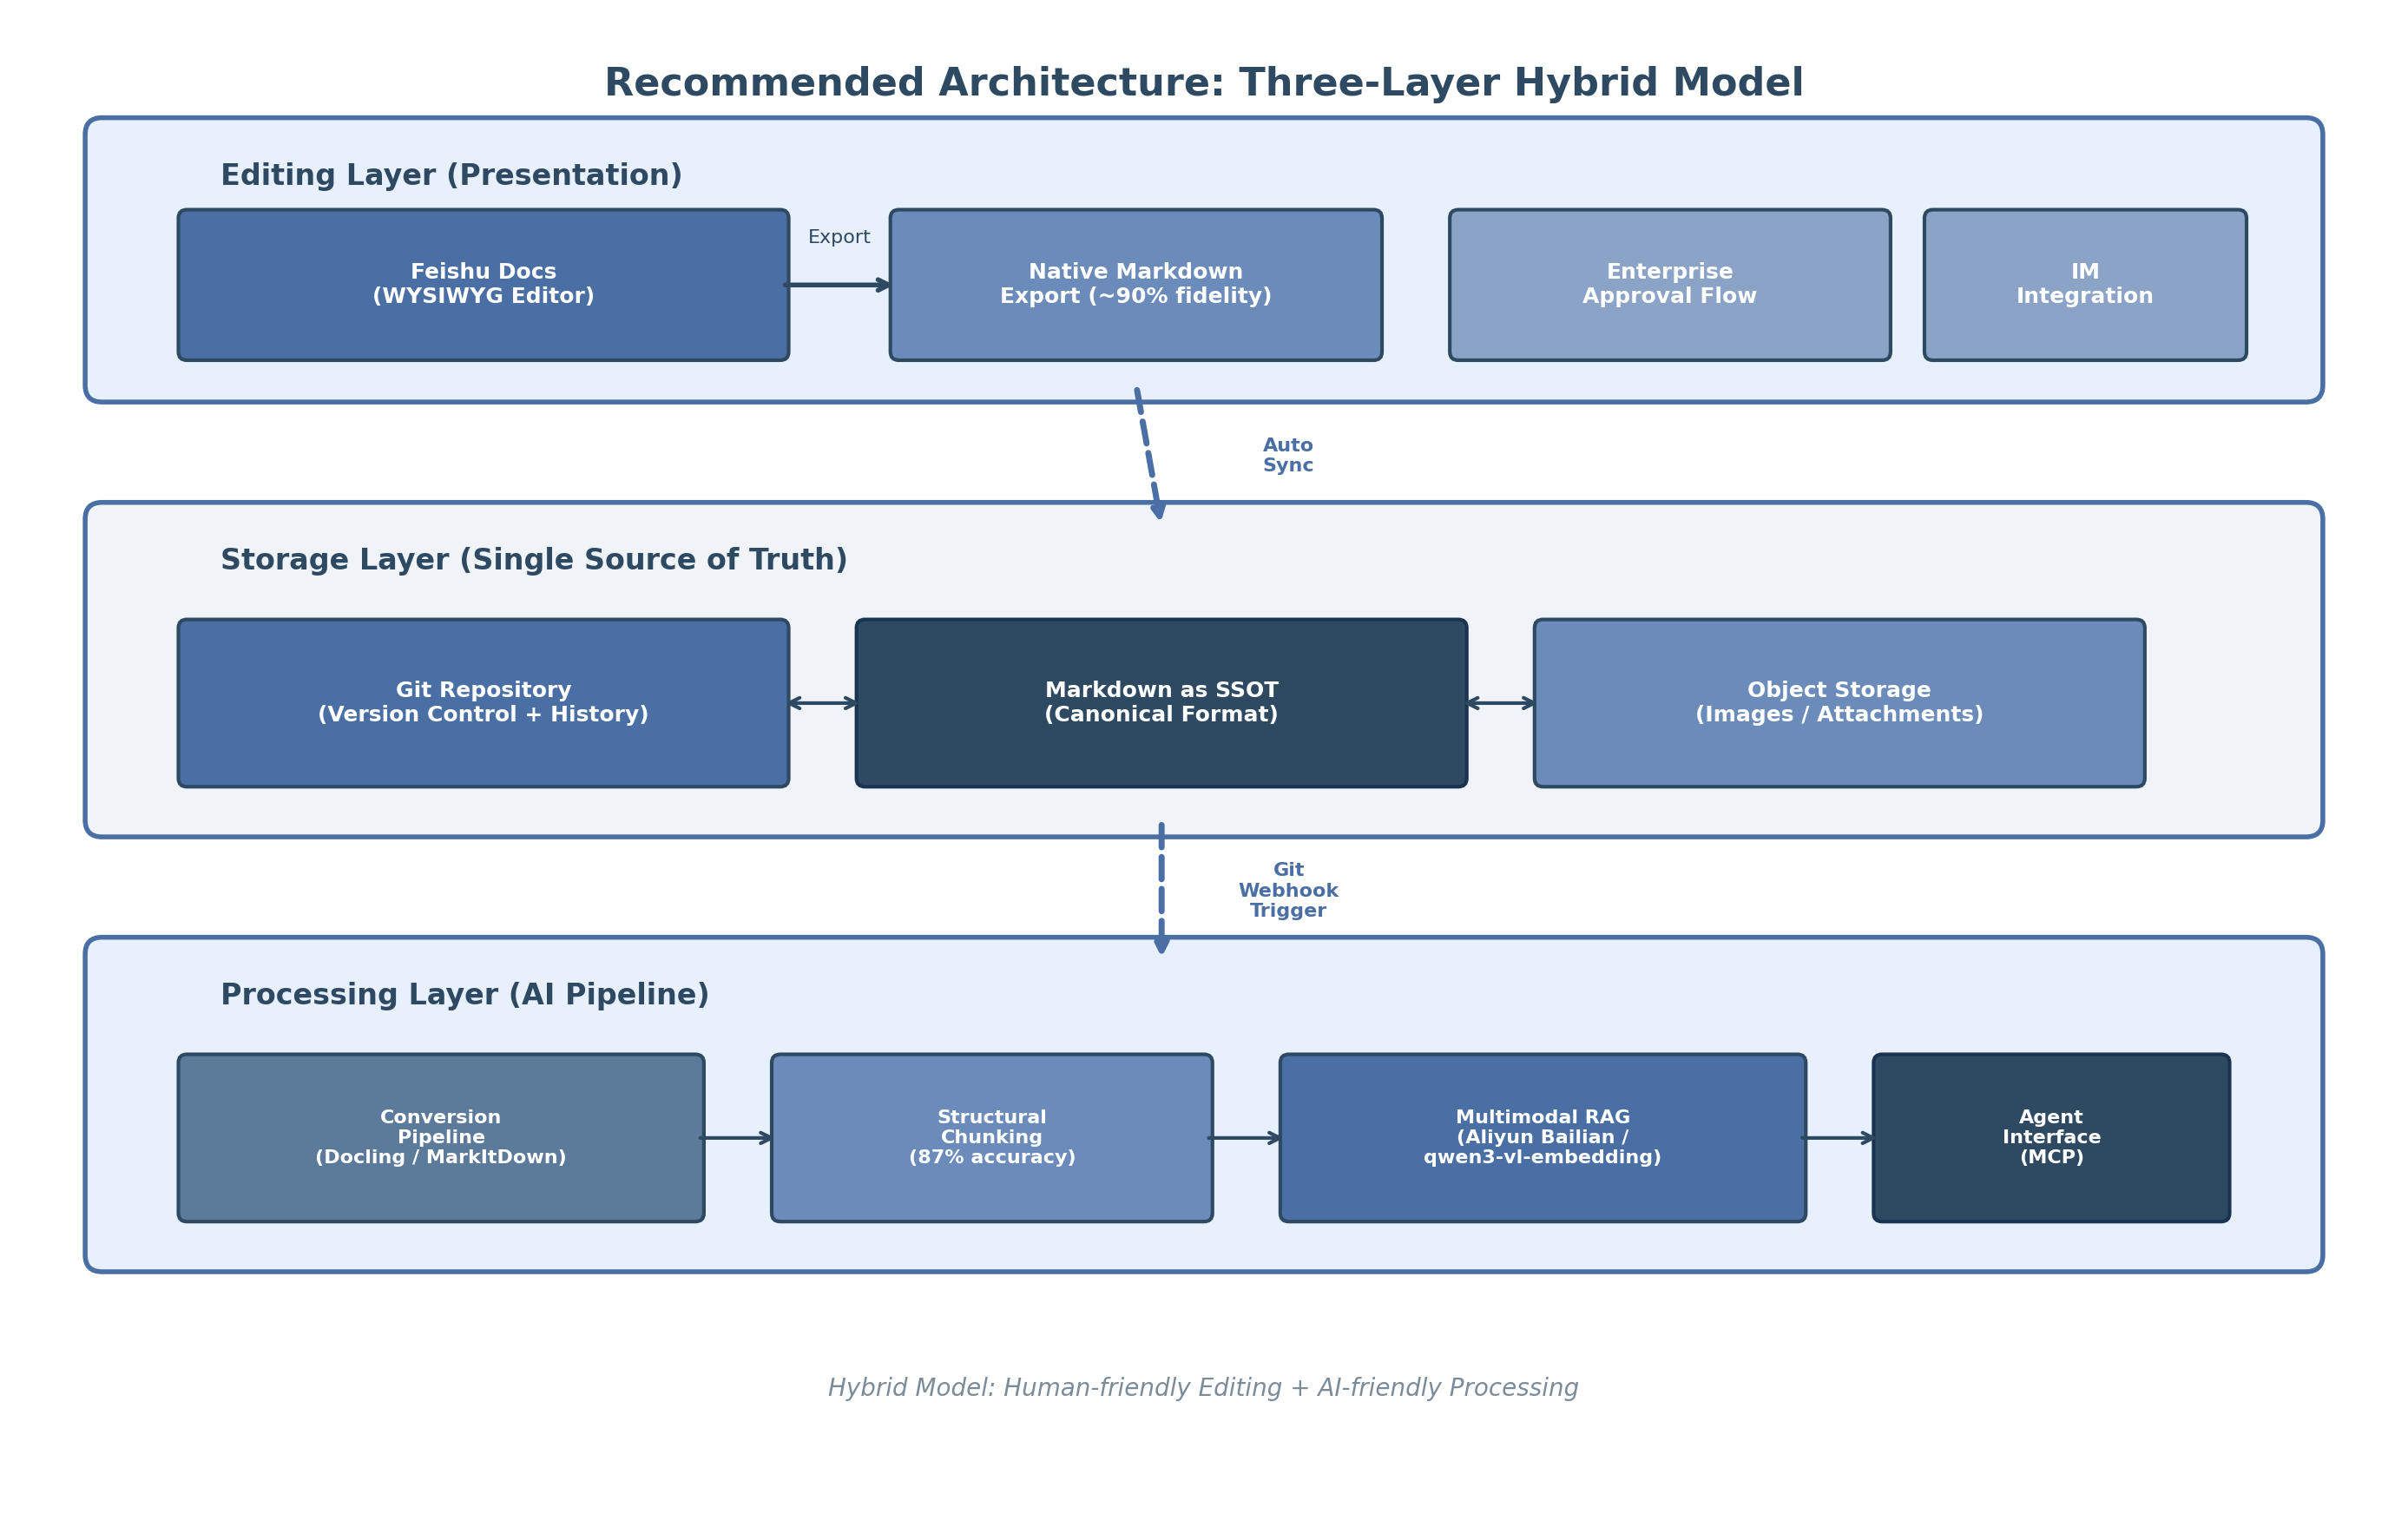 Recommended Architecture: Three-Layer Hybrid Model
Editing Layer (Presentation)
Feishu Docs
(WYSIWYG Editor)
Export
Native Markdown
Export (~90% fidelity)
Enterprise
Approval Flow
IM
Integration
Auto
Sync
Storage Layer (Single Source of Truth)
Git Repository
(Version Control + History)
Markdown as SSOT
(Canonical Format)
Object Storage
(Images / Attachments)
Git
Webhook
Trigger
Processing Layer (AI Pipeline)
Conversion
Pipeline
(Docling / MarkItDown)
Structural
Chunking
(87% accuracy)
Multimodal RAG
(Aliyun Bailian /
qwen3-vl-embedding)
Agent
Interface
(MCP)
Hybrid Model: Human-friendly Editing + AI-friendly Processing